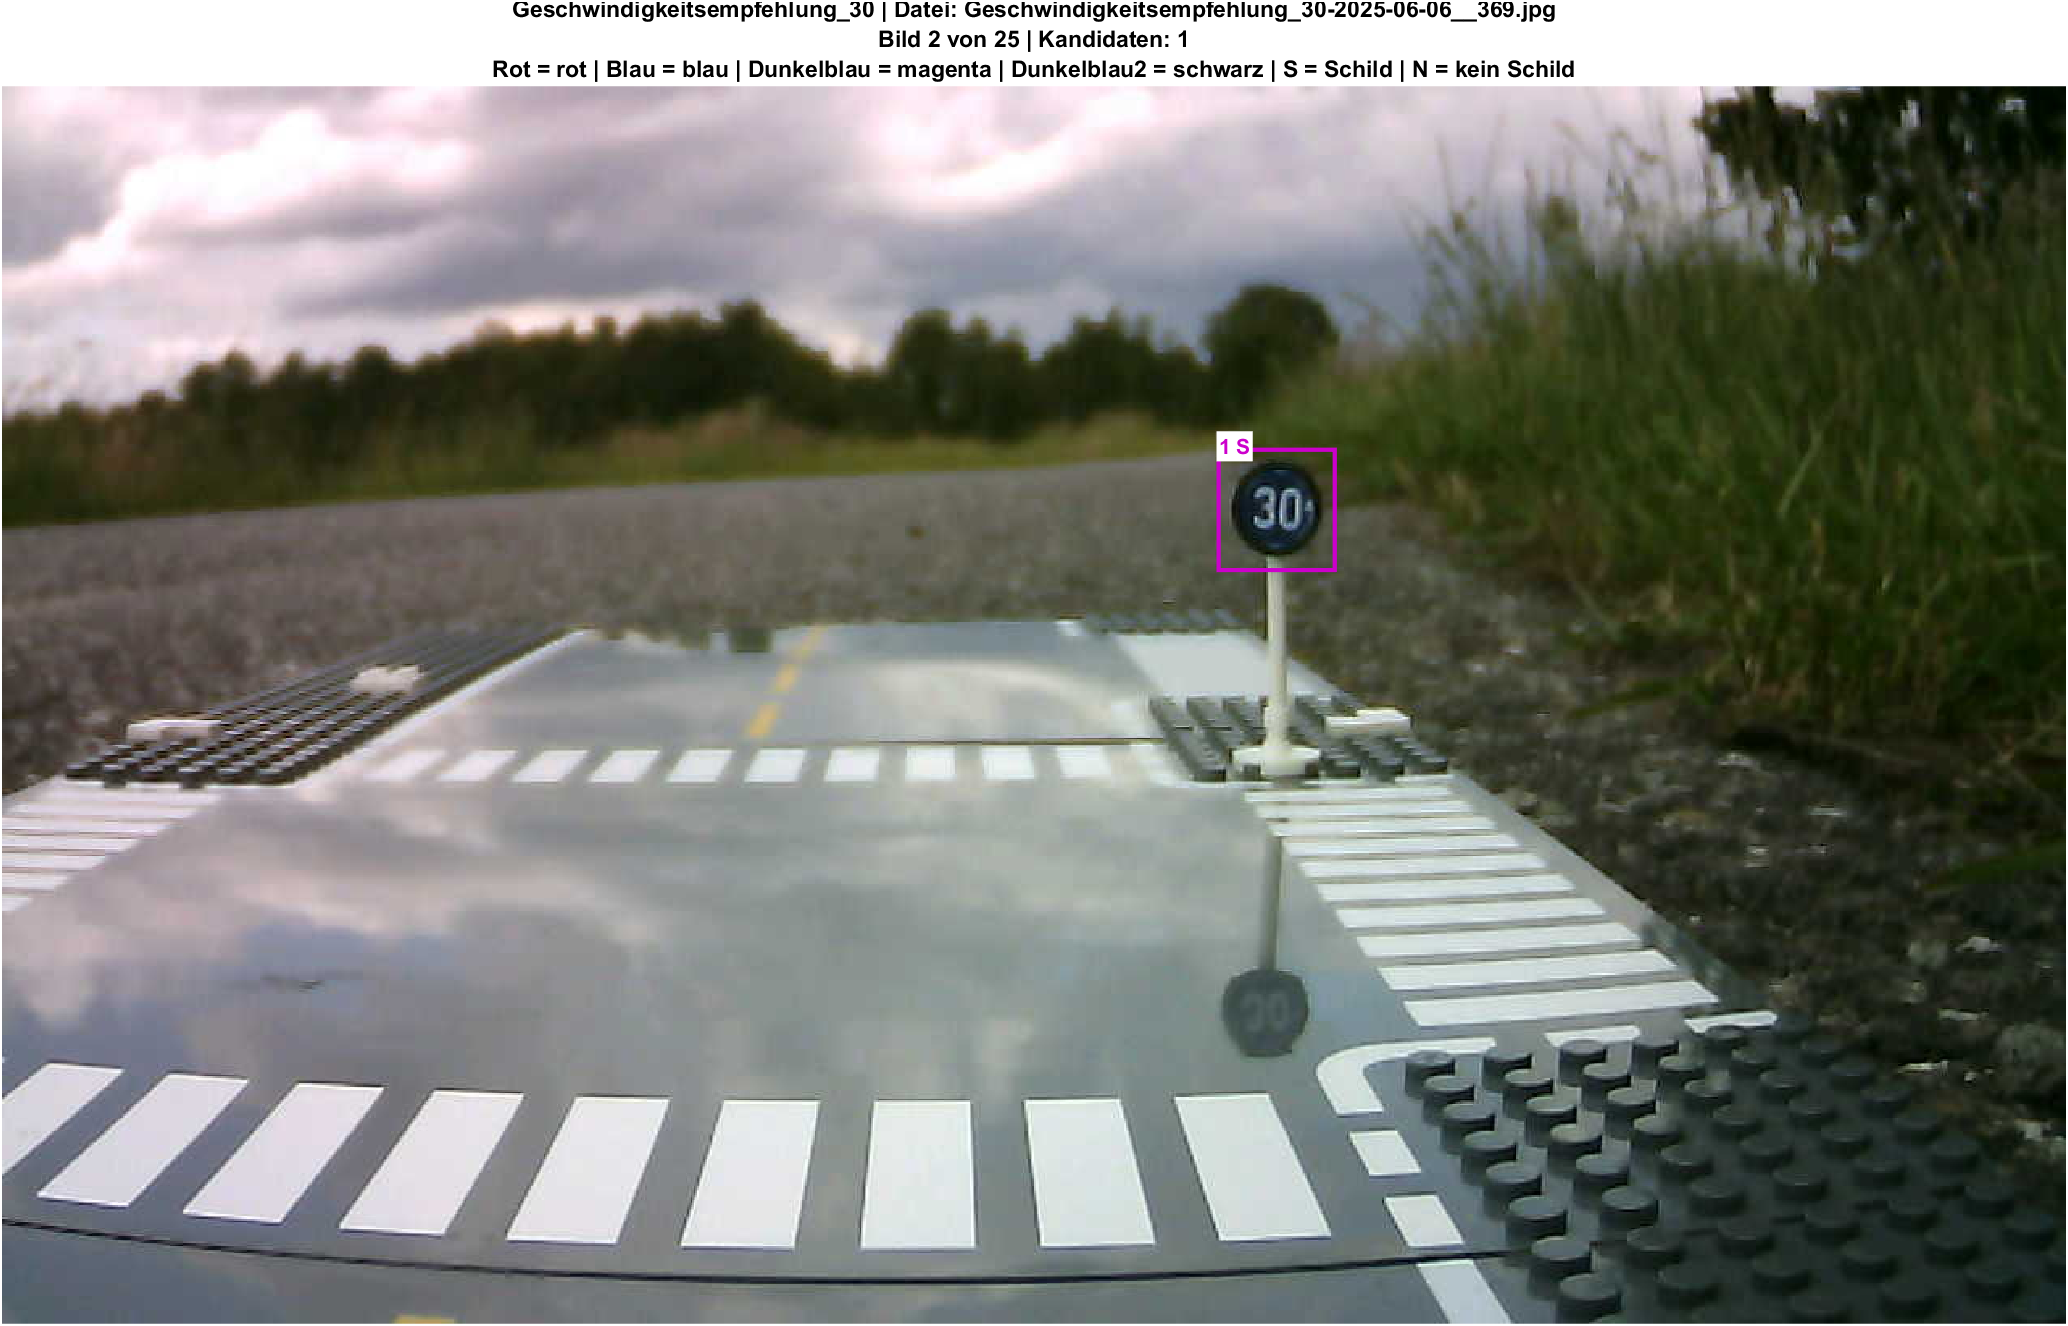 Geschwindigkeitsempfehlung_30 | Datei: Geschwindigkeitsempfehlung_30-2025-06-06__369.jpg
Bild 2 von 25 | Kandidaten: 1
Rot = rot | Blau = blau | Dunkelblau = magenta | Dunkelblau2 = schwarz | S = Schild | N = kein Schild
1 S
30
30